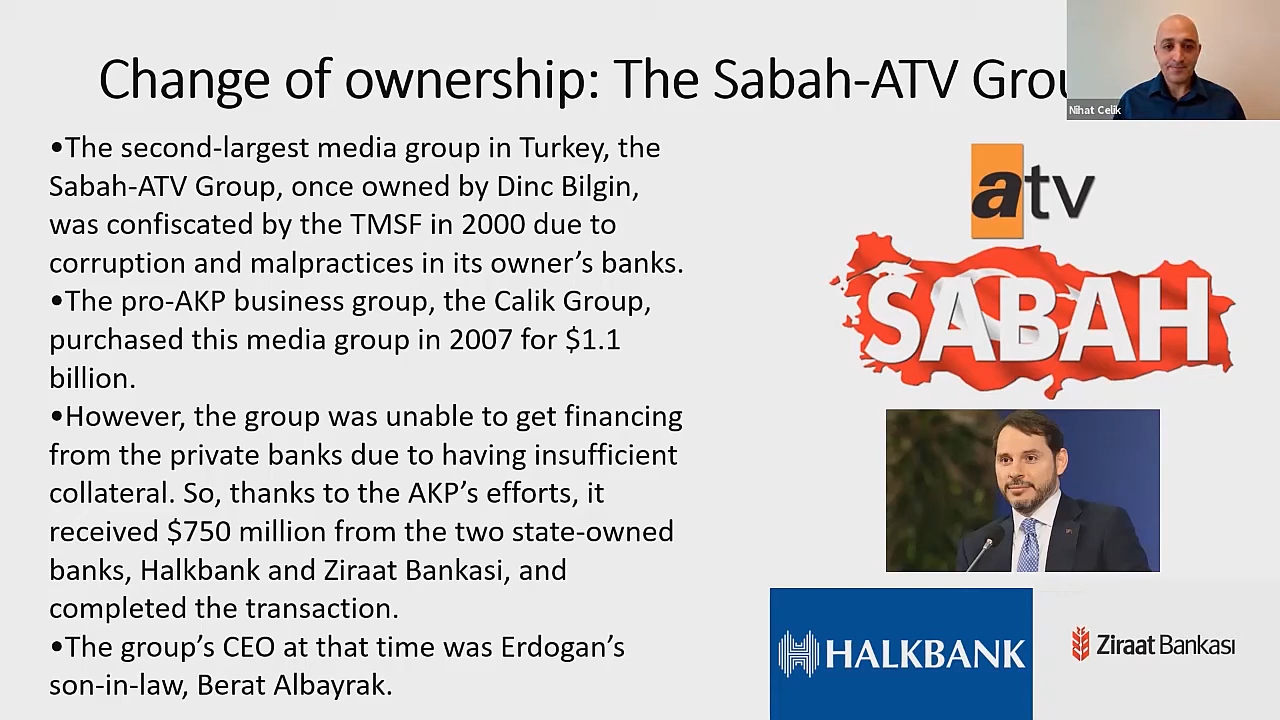 Change of ownership: The Sabah-ATV Grou
Nihat Celik
•The second-largest media group in Turkey, the
Sabah-ATV Group, once owned by Dinc Bilgin,
was confiscated by the TMSF in 2000 due to
corruption and malpractices in its owner’s banks.
•The pro-AKP business group, the Calik Group,
purchased this media group in 2007 for $1.1
billion.
•However, the group was unable to get financing
from the private banks due to having insufficient
collateral. So, thanks to the AKP’s efforts, it
received $750 million from the two state-owned
banks, Halkbank and Ziraat Bankasi, and
completed the transaction.
•The group’s CEO at that time was Erdogan’s
son-in-law, Berat Albayrak.
atv
SABAH
HALKBANK
Ziraat Bankası